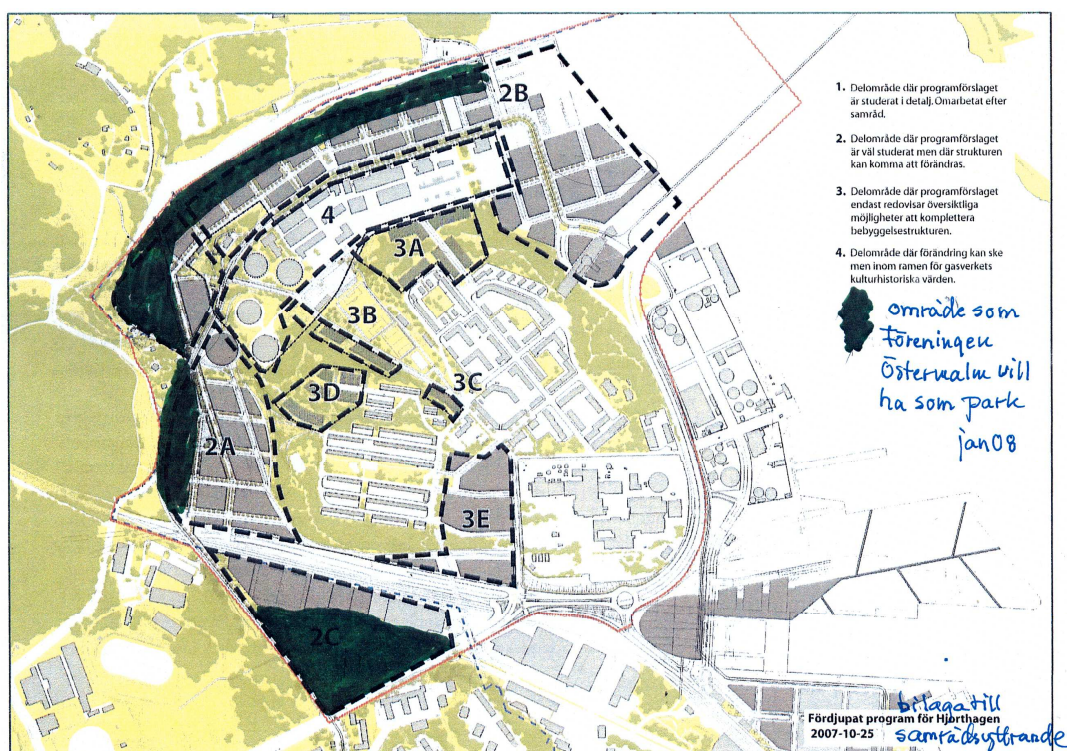 2B
1. Delområde där programförslaget
är studerat i detalj. Omarbetat efter
samråd.
2. Delområde där programförslaget
är väl studerat men där strukturen
kan komma att förändras.
3. Delområde där programförslaget
endast redovisar översiktliga
möjligheter att komplettera
bebyggelsestrukturen.
4. Delområde där förändring kan ske
men inom ramen för gasverkets
kulturhistoriska värden.
1
4
3A
3B
3C
3D
2A
3E
2C
område som
Föreningen
Östermalm vill
ha som park
jan 08
bilaga till
samrådsyttrande
Fördjupat program för Hjorthagen
2007-10-25